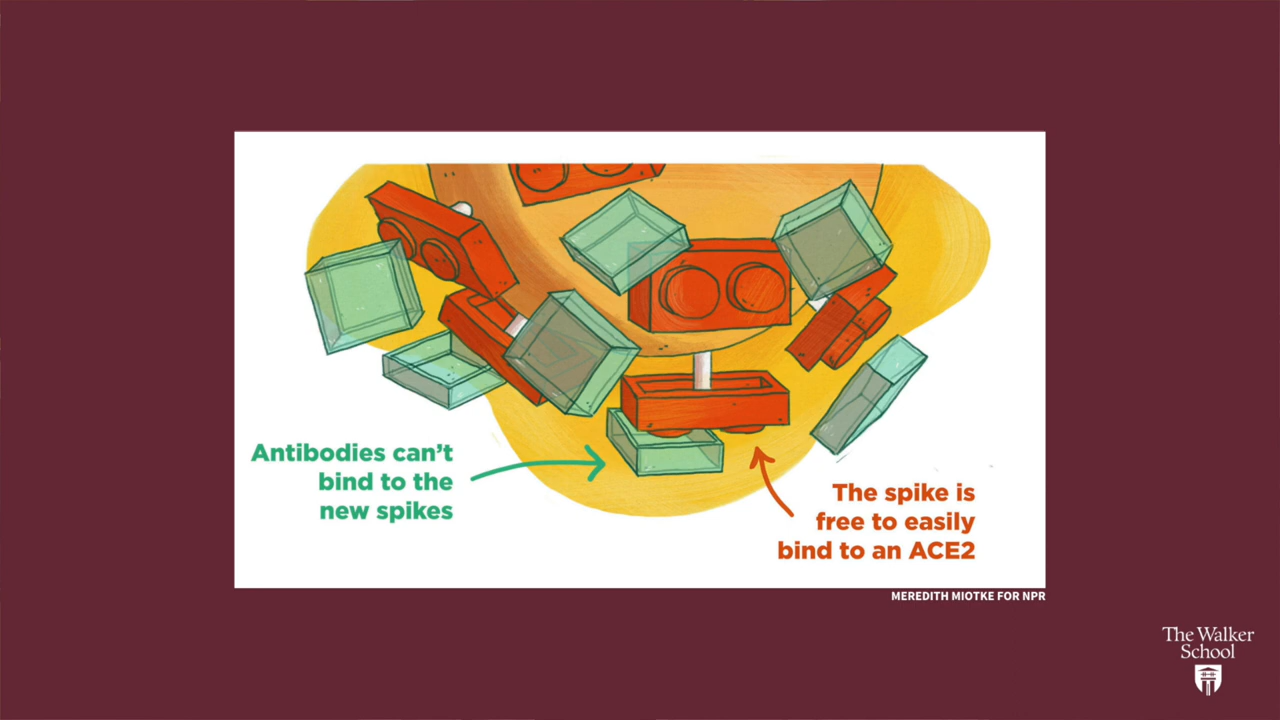 Antibodies can't
bind to the
new spikes
The spike is
free to easily
bind to an ACE2
MEREDITH MIOTKE FOR NPR
The Walker
School